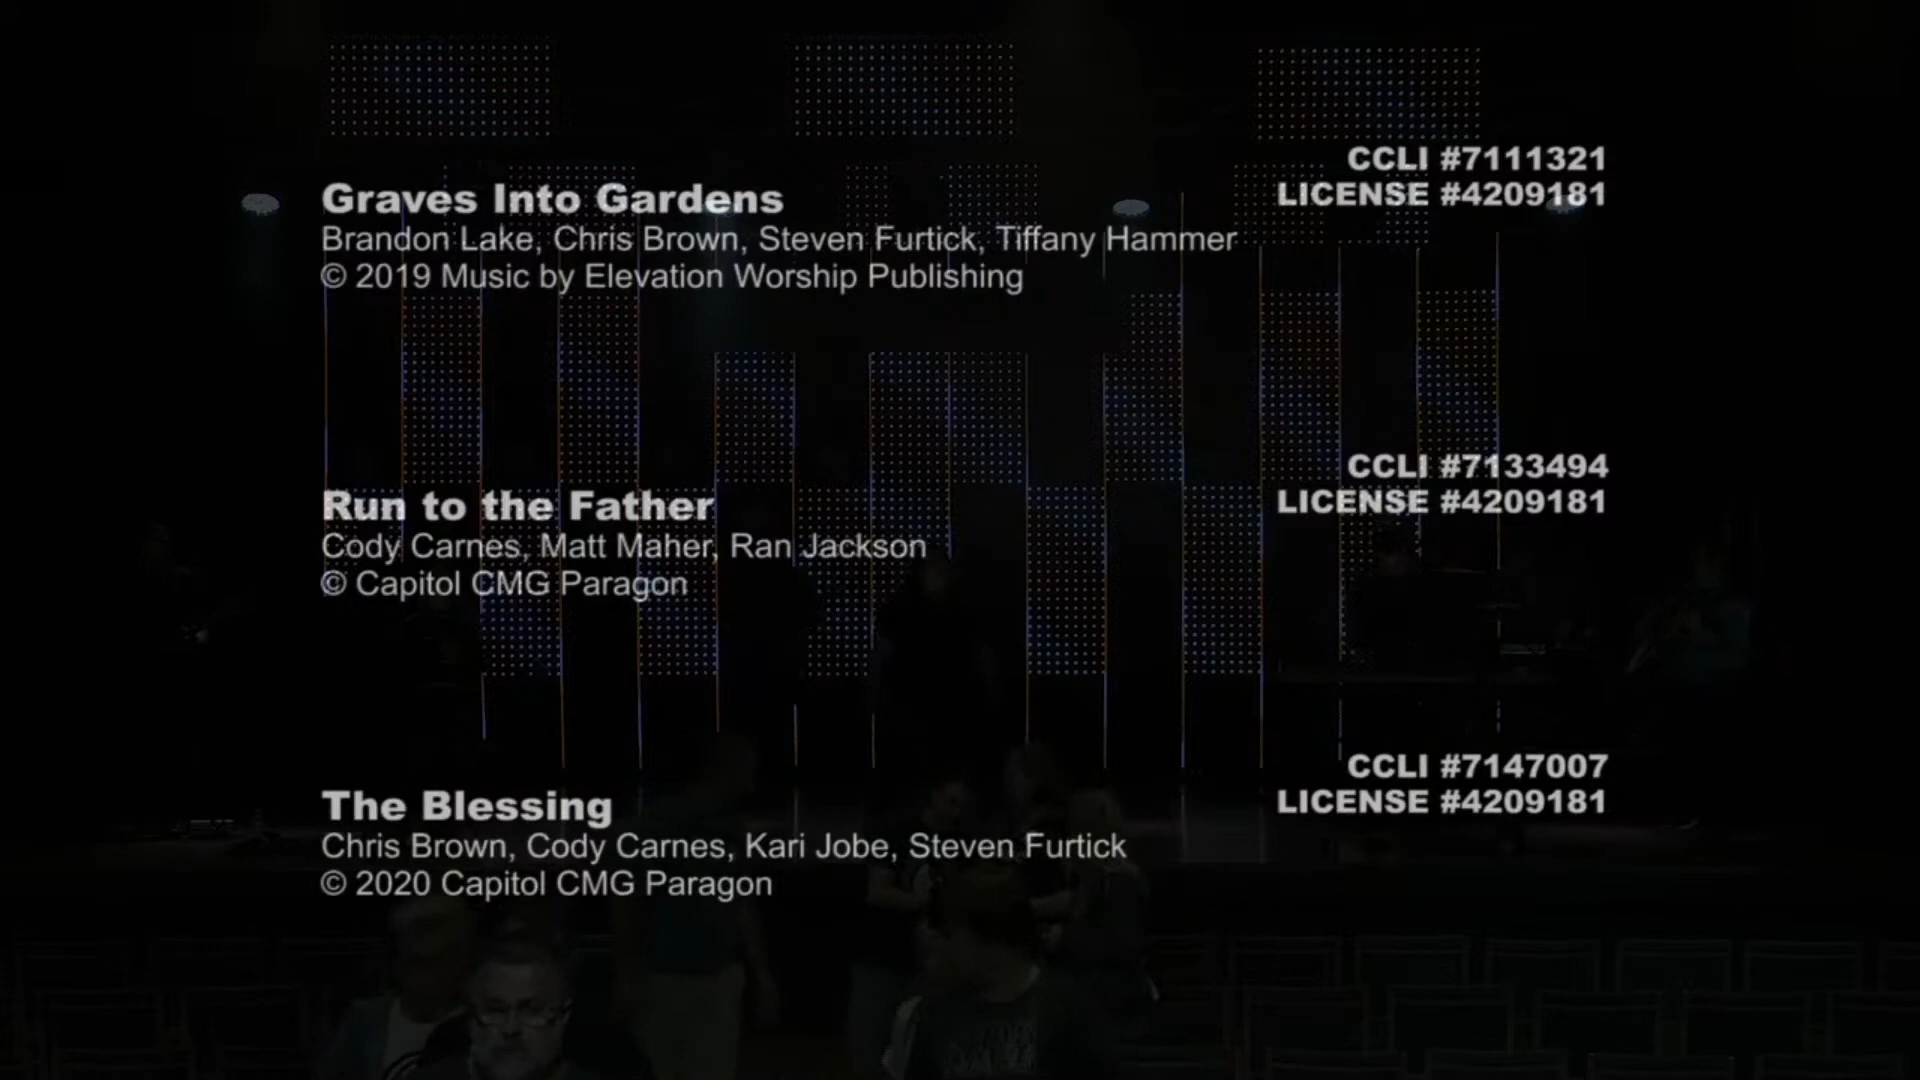 CCLI #7111321
Graves Into Gardens
LICENSE #4209181
Brandon Lake, Chris Brown, Steven Furtick, Tiffany Hammer
© 2019 Music by Elevation Worship Publishing
CCLI #7133494
Run to the Father
LICENSE #4209181
Cody Carnes, Matt Maher, Ran Jackson
© Capitol CMG Paragon
CCLI #7147007
The Blessing
LICENSE #4209181
Chris Brown, Cody Carnes, Kari Jobe, Steven Furtick
© 2020 Capitol CMG Paragon